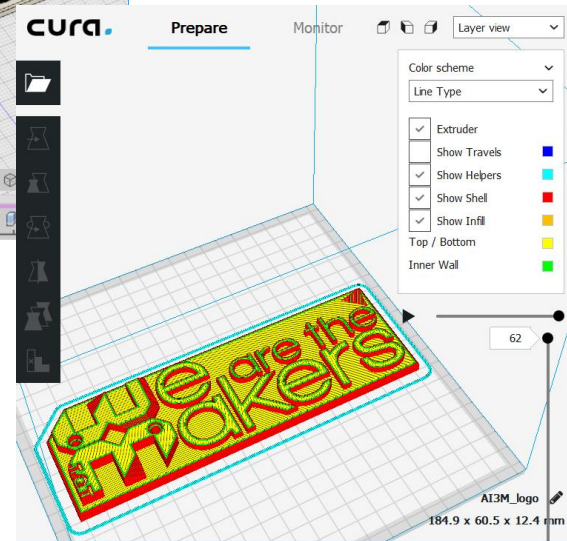 cura.
Prepare
Monitor
Layer view
Color scheme
Line Type
Extruder
Show Travels
Show Helpers
Show Shell
Show Infill
Top / Bottom
Inner Wall
62
We are the
Makers
AI3M_logo
184.9 x 60.5 x 12.4 mm